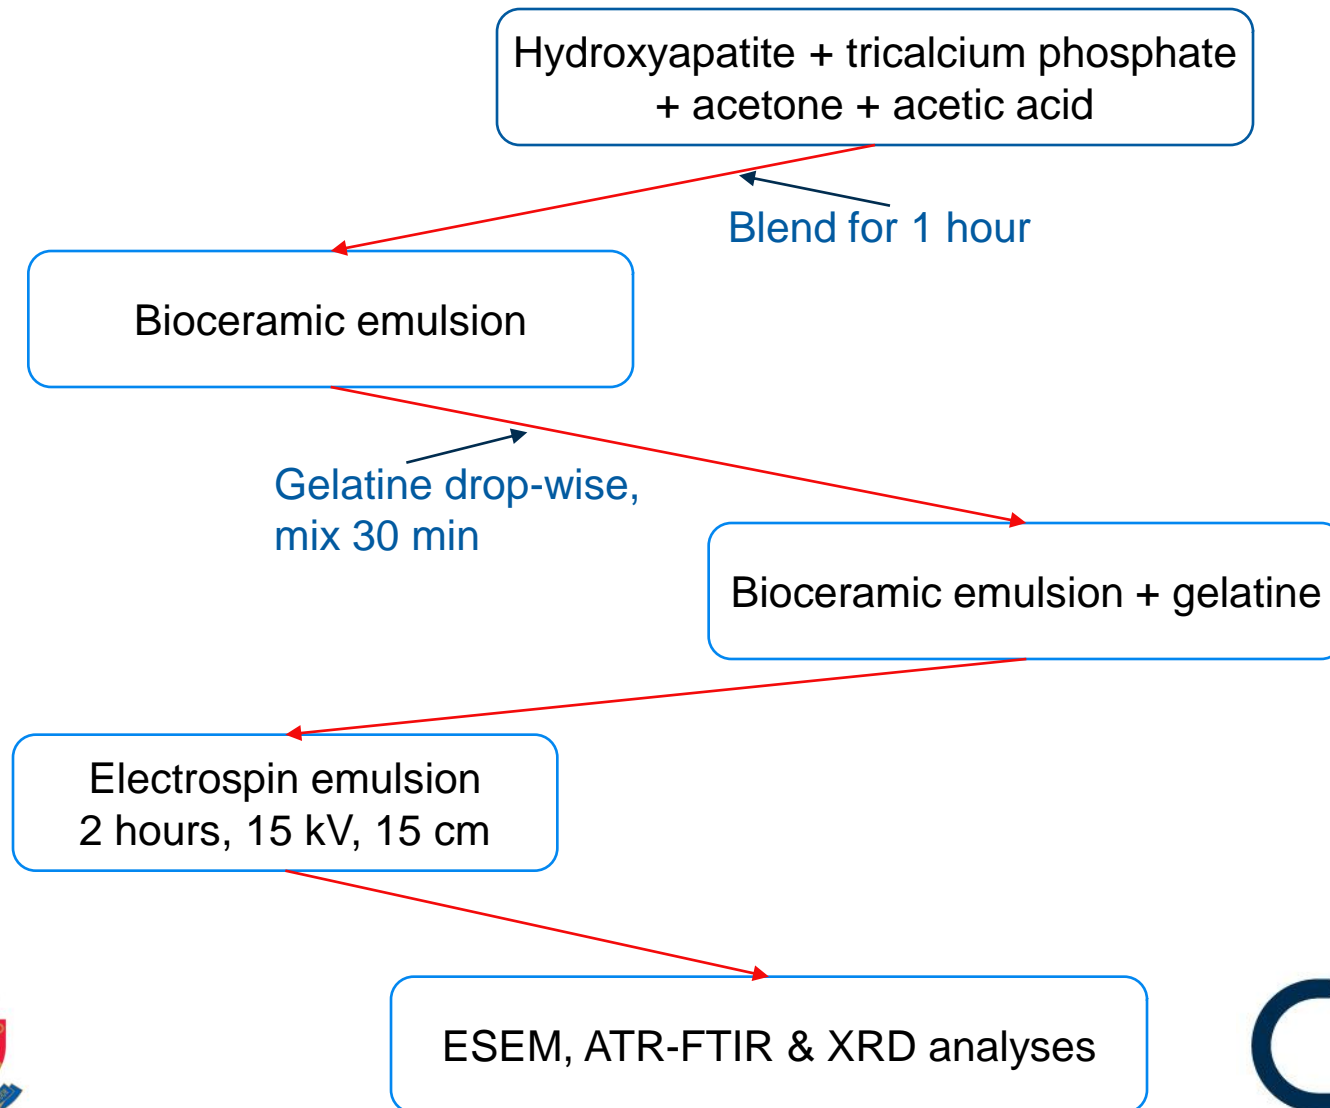 Hydroxyapatite + tricalcium phosphate
+ acetone + acetic acid
Blend for 1 hour
Bioceramic emulsion
Gelatine drop-wise,
mix 30 min
Bioceramic emulsion + gelatine
Electrospin emulsion
2 hours, 15 kV, 15 cm
ESEM, ATR-FTIR & XRD analyses